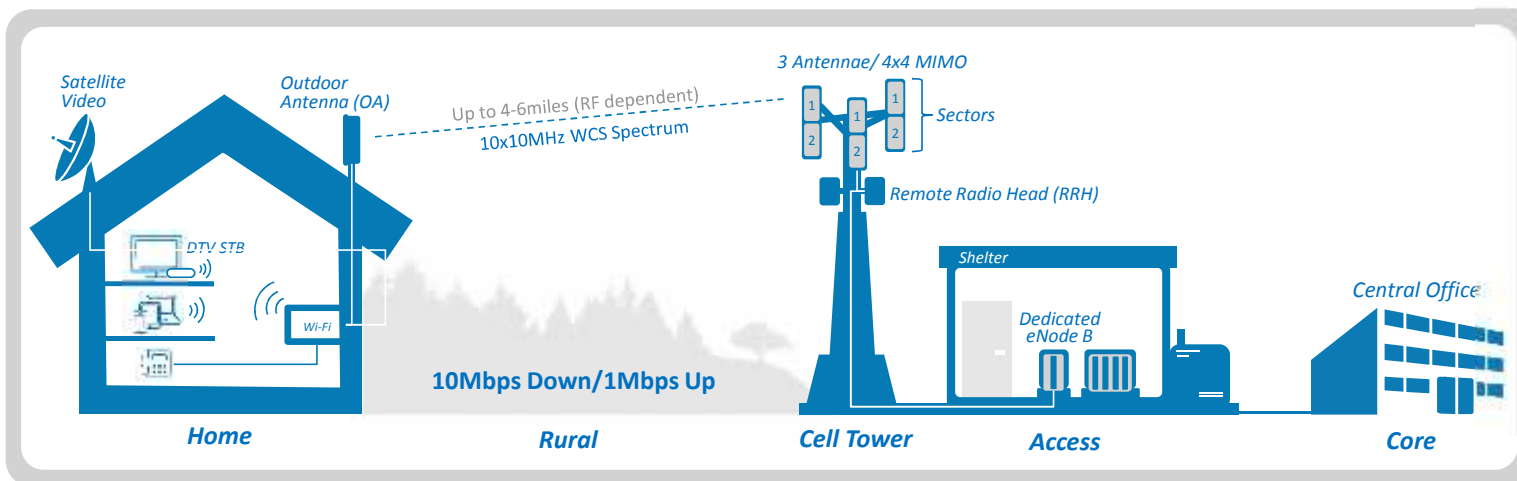 Satellite
Video
Outdoor
Antenna (OA)
Up to 4-6miles (RF dependent)
10x10MHz WCS Spectrum
3 Antennae/ 4x4 MIMO
1
1
1
2
2
2
Sectors
Remote Radio Head (RRH)
DTV STB
Wi-Fi
Shelter
Dedicated
eNode B
Central Office
10Mbps Down/1Mbps Up
Home
Rural
Cell Tower
Access
Core